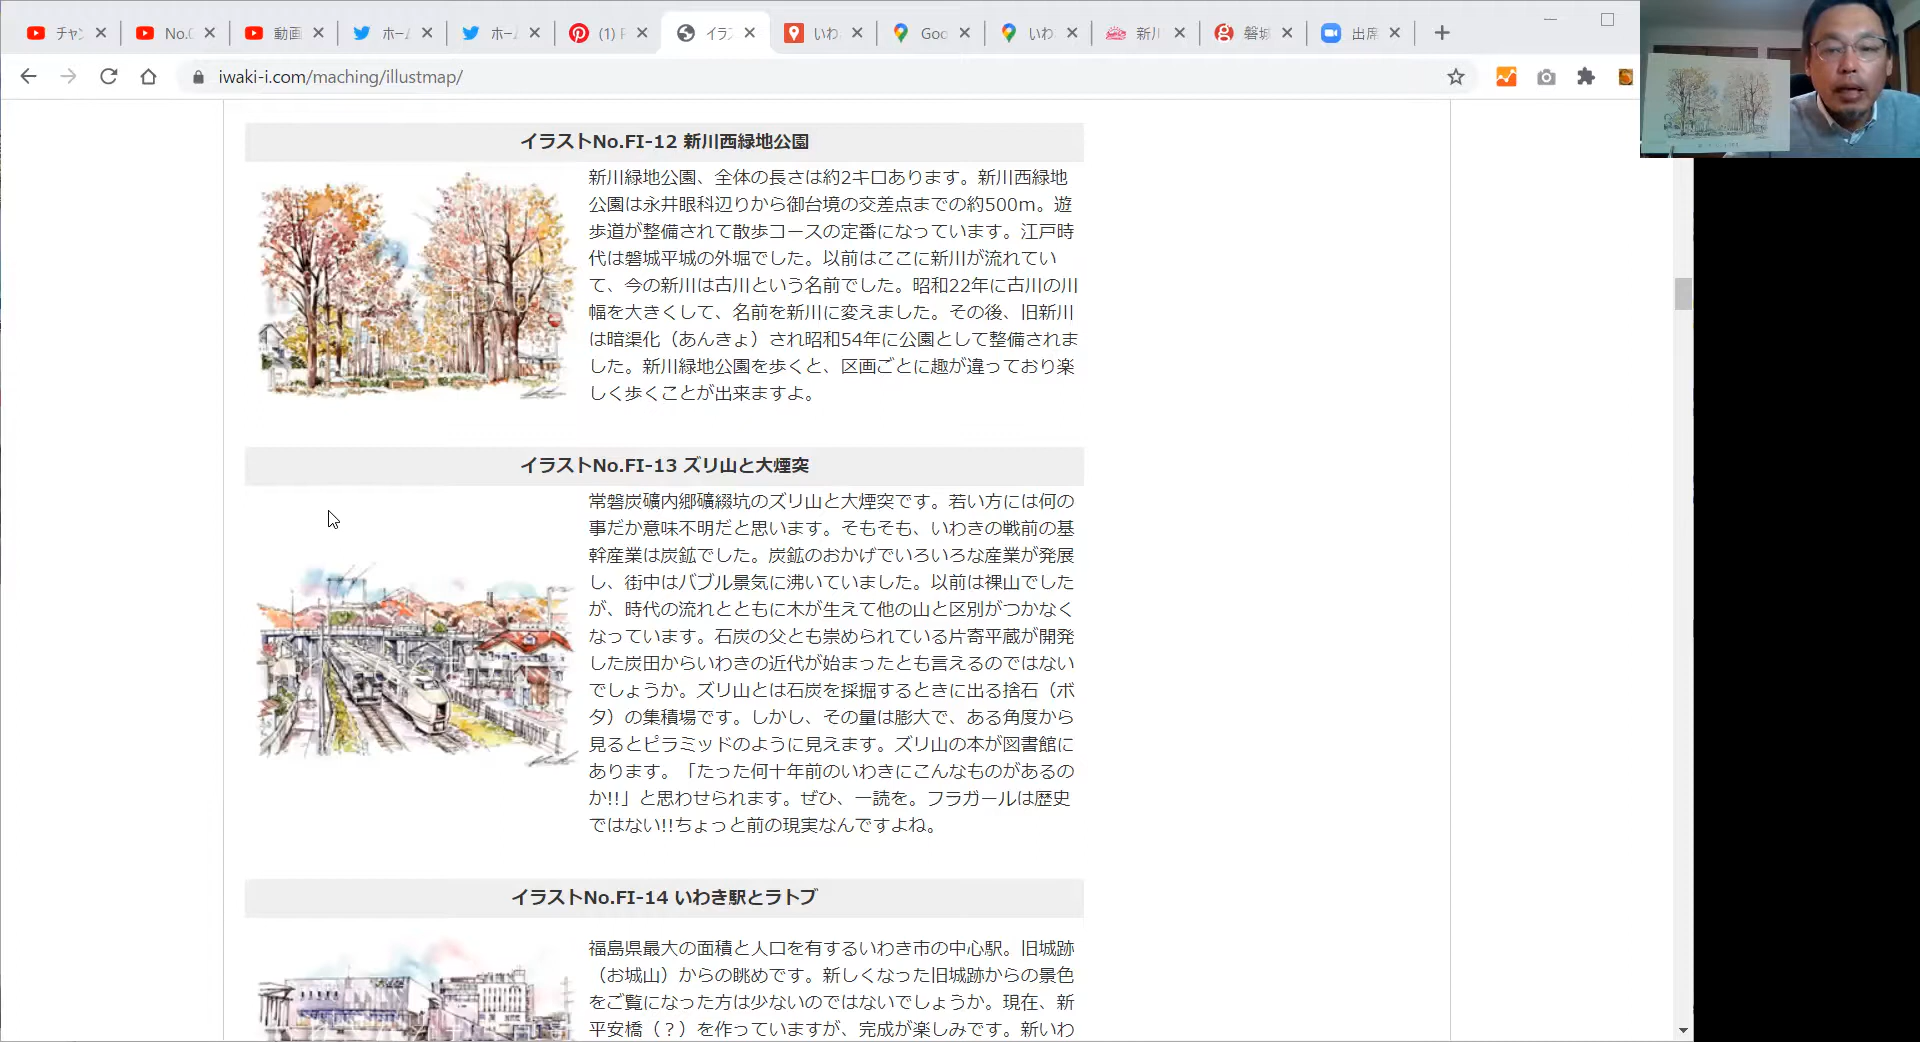 チャン
No.0
動画
ホーム
ホーム
(1) P
イラス
いわ
Goo
いわ
新川
磐城
出席
iwaki-i.com/maching/illustmap/
イラストNo.FI-12 新川西緑地公園
新川緑地公園、全体の長さは約2キロあります。新川西緑地
公園は永井眼科辺りから御台境の交差点までの約500m。遊
歩道が整備されて散歩コースの定番になっています。江戸時
代は磐城平城の外堀でした。以前はここに新川が流れてい
て、今の新川は古川という名前でした。昭和22年に古川の川
幅を大きくして、名前を新川に変えました。その後、旧新川
は暗渠化（あんきょ）され昭和54年に公園として整備されま
した。新川緑地公園を歩くと、区画ごとに趣が違っており楽
しく歩くことが出来ますよ。
イラストNo.FI-13 ズリ山と大煙突
常磐炭礦内郷礦綴坑のズリ山と大煙突です。若い方には何の
事だか意味不明だと思います。そもそも、いわきの戦前の基
幹産業は炭鉱でした。炭鉱のおかげでいろいろな産業が発展
し、街中はバブル景気に沸いていました。以前は裸山でした
が、時代の流れとともに木が生えて他の山と区別がつかなく
なっています。石炭の父とも崇められている片寄平蔵が開発
した炭田からいわきの近代が始まったとも言えるのではない
でしょうか。ズリ山とは石炭を採掘するときに出る捨石（ボ
タ）の集積場です。しかし、その量は膨大で、ある角度から
見るとピラミッドのように見えます。ズリ山の本が図書館に
あります。「たった何十年前のいわきにこんなものがあるの
か!!」と思わせられます。ぜひ、一読を。フラガールは歴史
ではない!!ちょっと前の現実なんですよね。
イラストNo.FI-14 いわき駅とラトブ
福島県最大の面積と人口を有するいわき市の中心駅。旧城跡
（お城山）からの眺めです。新しくなった旧城跡からの景色
をご覧になった方は少ないのではないでしょうか。現在、新
平安橋（？）を作っていますが、完成が楽しみです。新いわ